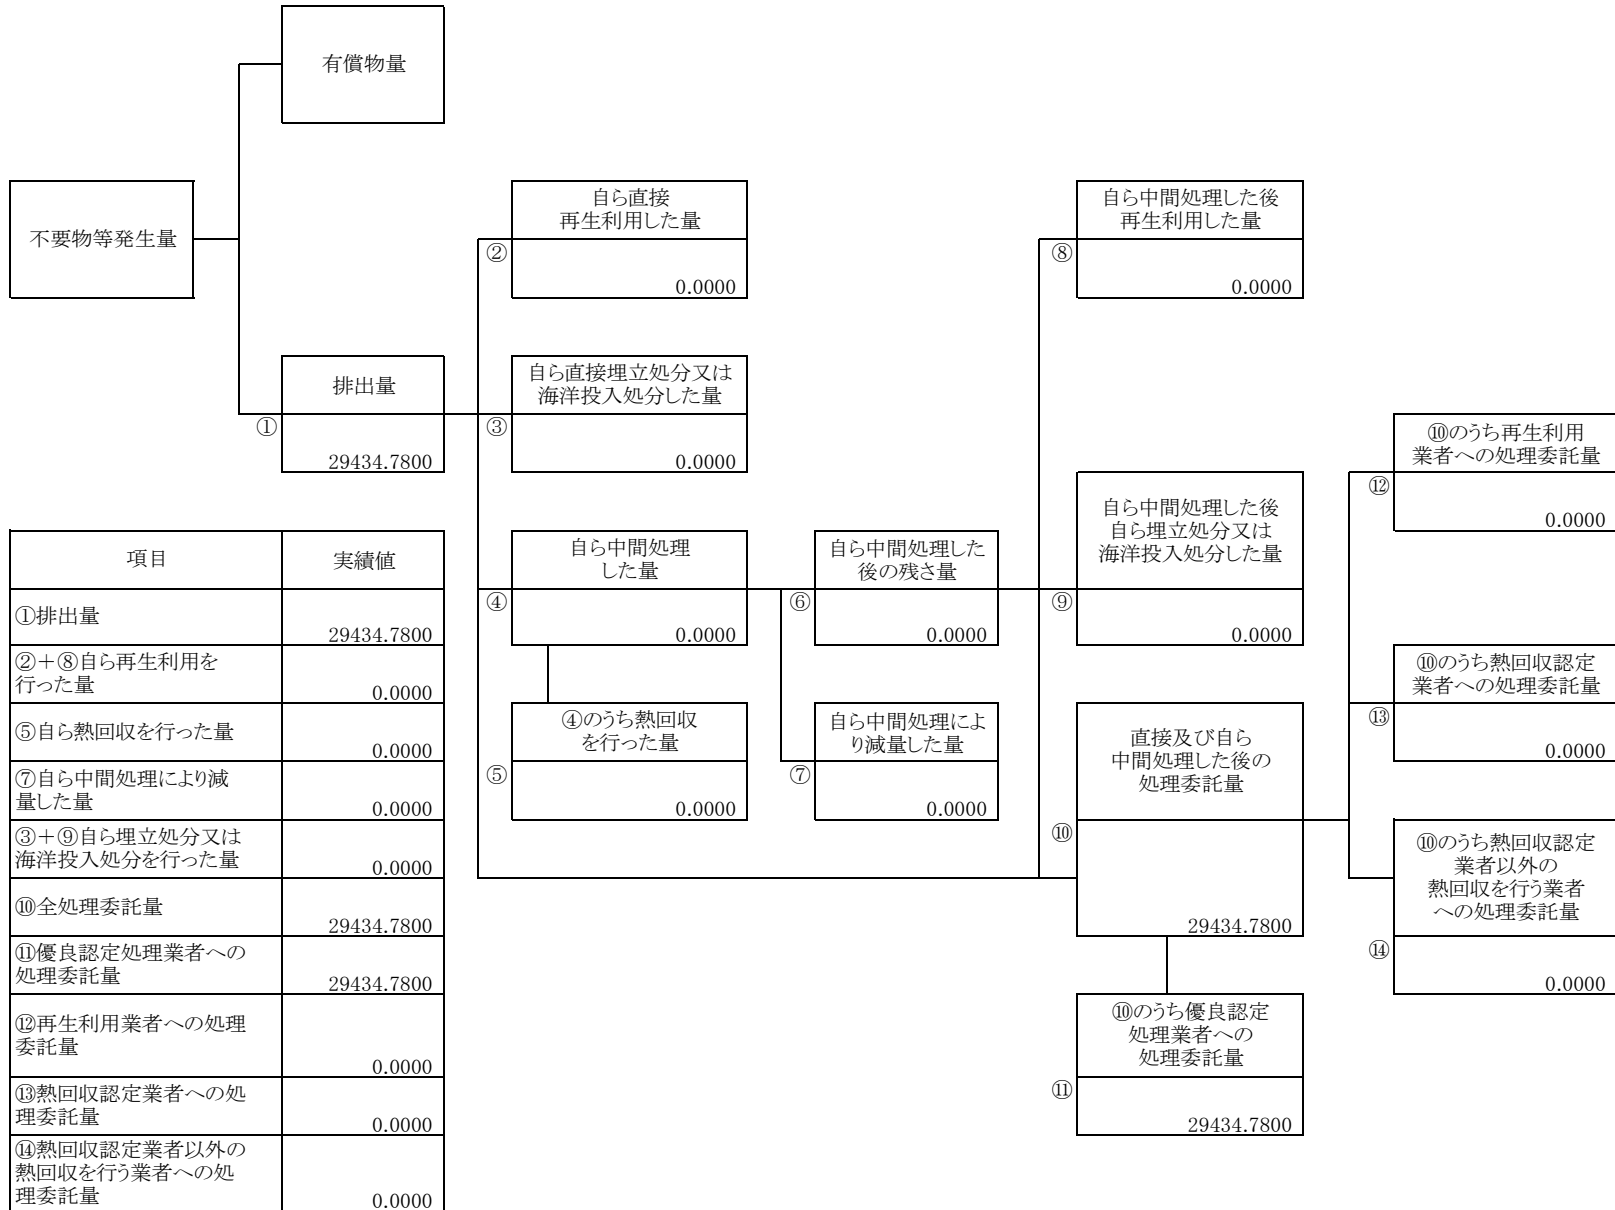 有償物量
不要物等発生量
自ら直接
再生利用した量
②
0.0000
自ら中間処理した後
再生利用した量
⑧
0.0000
排出量
①
29434.7800
自ら直接埋立処分又は
海洋投入処分した量
③
0.0000
⑩のうち再生利用
業者への処理委託量
⑫
0.0000
自ら中間処理
した量
④
0.0000
自ら中間処理した
後の残さ量
⑥
0.0000
自ら中間処理した後
自ら埋立処分又は
海洋投入処分した量
⑨
0.0000
⑩のうち熱回収認定
業者への処理委託量
⑬
0.0000
④のうち熱回収
を行った量
⑤
0.0000
自ら中間処理によ
り減量した量
⑦
0.0000
直接及び自ら
中間処理した後の
処理委託量
⑩
29434.7800
⑩のうち熱回収認定
業者以外の
熱回収を行う業者
への処理委託量
⑭
0.0000
⑩のうち優良認定
処理業者への
処理委託量
⑪
29434.7800
項目 実績値
①排出量
29434.7800
②＋⑧自ら再生利用を
行った量
0.0000
⑤自ら熱回収を行った量
0.0000
⑦自ら中間処理により減
量した量
0.0000
③＋⑨自ら埋立処分又は
海洋投入処分を行った量
0.0000
⑩全処理委託量
29434.7800
⑪優良認定処理業者への
処理委託量
29434.7800
⑫再生利用業者への処理
委託量
0.0000
⑬熱回収認定業者への処
理委託量
0.0000
⑭熱回収認定業者以外の
熱回収を行う業者への処
理委託量
0.0000